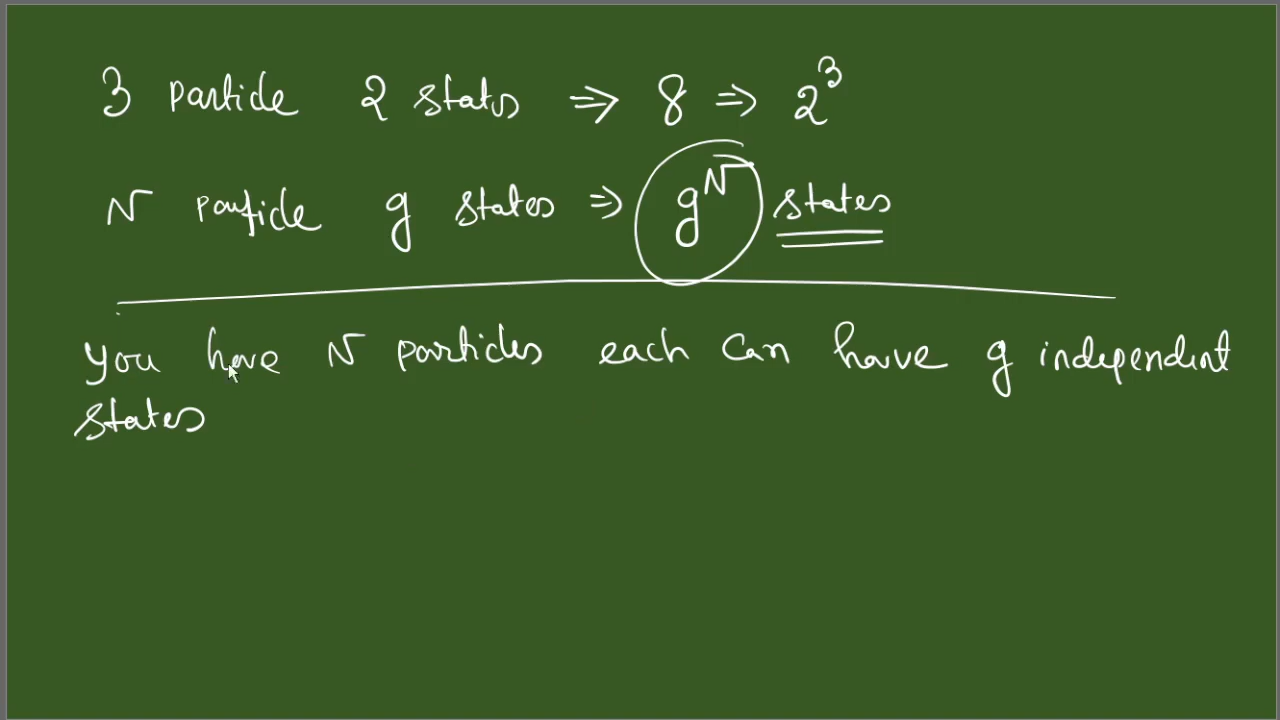 3 particle 2 states ⇒ 8 ⇒ 2³
N particle g states ⇒ g^N states
You have N particles each can have g independent
states